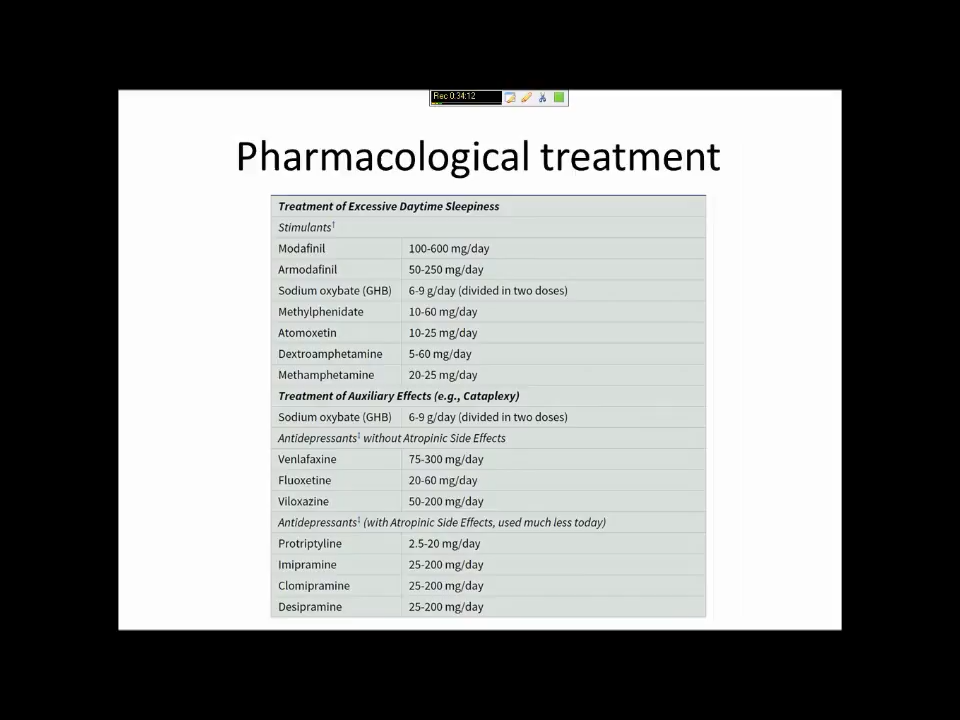 Rec 0:34:12
Pharmacological treatment
Treatment of Excessive Daytime Sleepiness
Stimulants†
Modafinil 100-600 mg/day
Armodafinil 50-250 mg/day
Sodium oxybate (GHB) 6-9 g/day (divided in two doses)
Methylphenidate 10-60 mg/day
Atomoxetin 10-25 mg/day
Dextroamphetamine 5-60 mg/day
Methamphetamine 20-25 mg/day
Treatment of Auxiliary Effects (e.g., Cataplexy)
Sodium oxybate (GHB) 6-9 g/day (divided in two doses)
Antidepressants‡ without Atropinic Side Effects
Venlafaxine 75-300 mg/day
Fluoxetine 20-60 mg/day
Viloxazine 50-200 mg/day
Antidepressants‡ (with Atropinic Side Effects, used much less today)
Protriptyline 2.5-20 mg/day
Imipramine 25-200 mg/day
Clomipramine 25-200 mg/day
Desipramine 25-200 mg/day